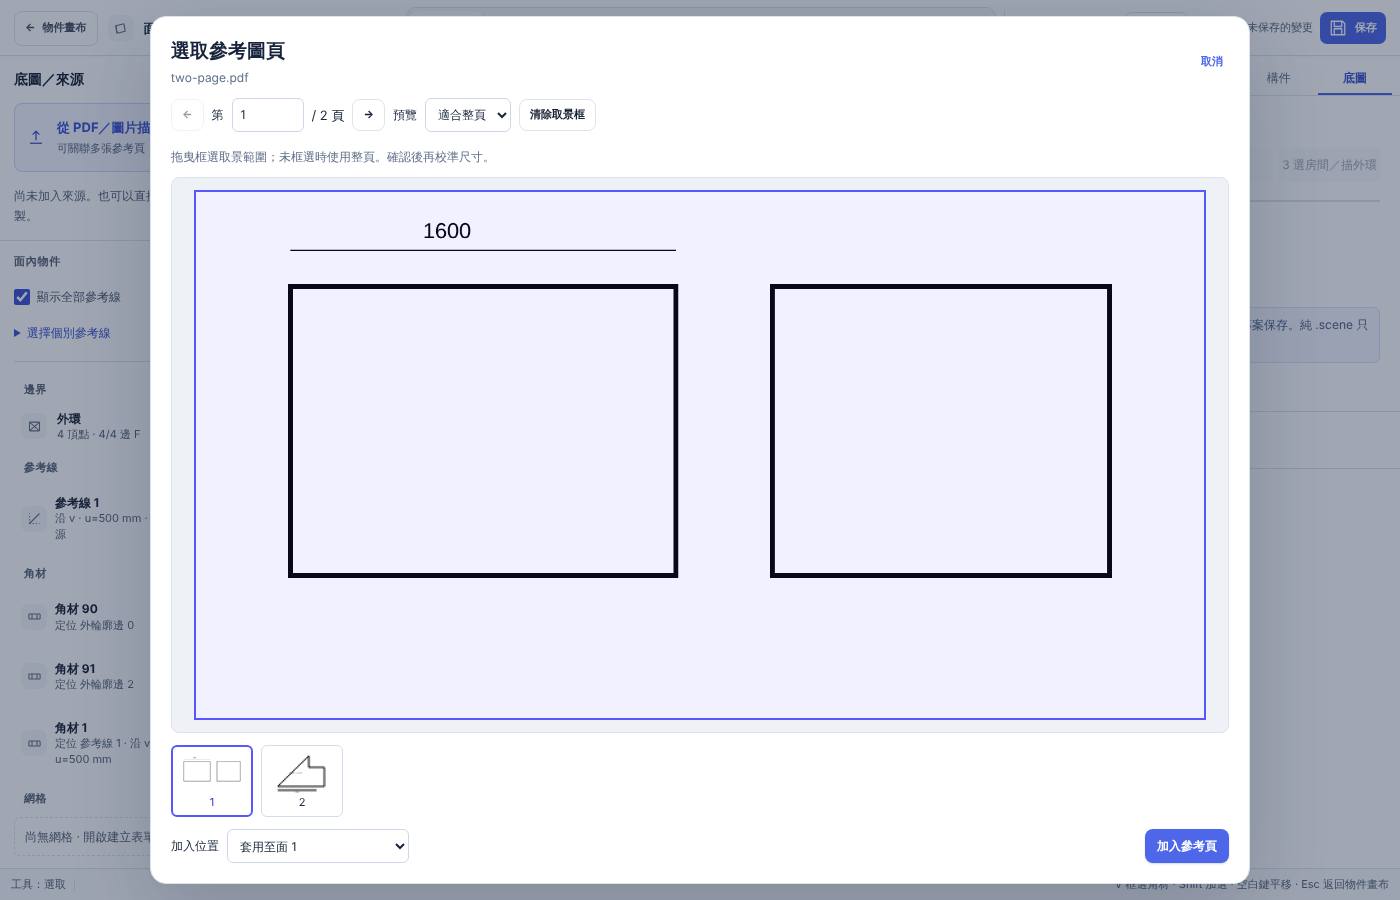 物件畫布
未保存的變更
保存
選取參考圖頁
two-page.pdf
取消
第 1 / 2 頁 預覽 適合整頁 清除取景框
拖曳框選取景範圍；未框選時使用整頁。確認後再校準尺寸。
1600
1
2
加入位置 套用至面 1
加入參考頁
底圖／來源
從 PDF／圖片描
可關聯多張參考頁
尚未加入來源。也可以直接
製。
面內物件
顯示全部參考線
選擇個別參考線
邊界
外環
4 頂點 · 4/4 邊 F
參考線
參考線 1
沿 v · u=500 mm ·
源
角材
角材 90
定位 外輪廓邊 0
角材 91
定位 外輪廓邊 2
角材 1
定位 參考線 1 · 沿 v
u=500 mm
網格
尚無網格 · 開啟建立表單
構件
底圖
3 選房間／描外環
案保存。純 .scene 只
工具：選取
空白鍵平移 · Esc 返回物件畫布